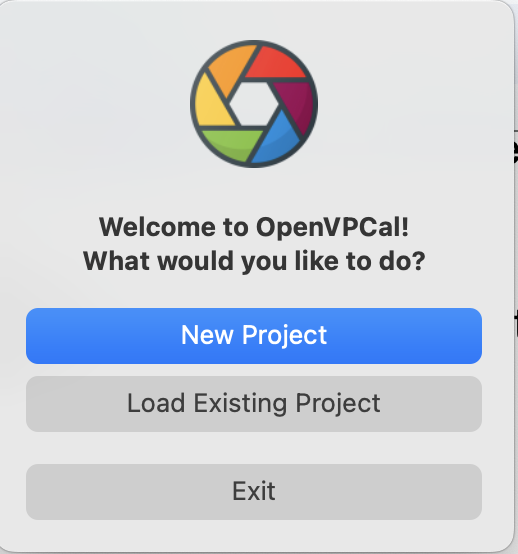 Welcome to OpenVPCal!
What would you like to do?
New Project
Load Existing Project
Exit